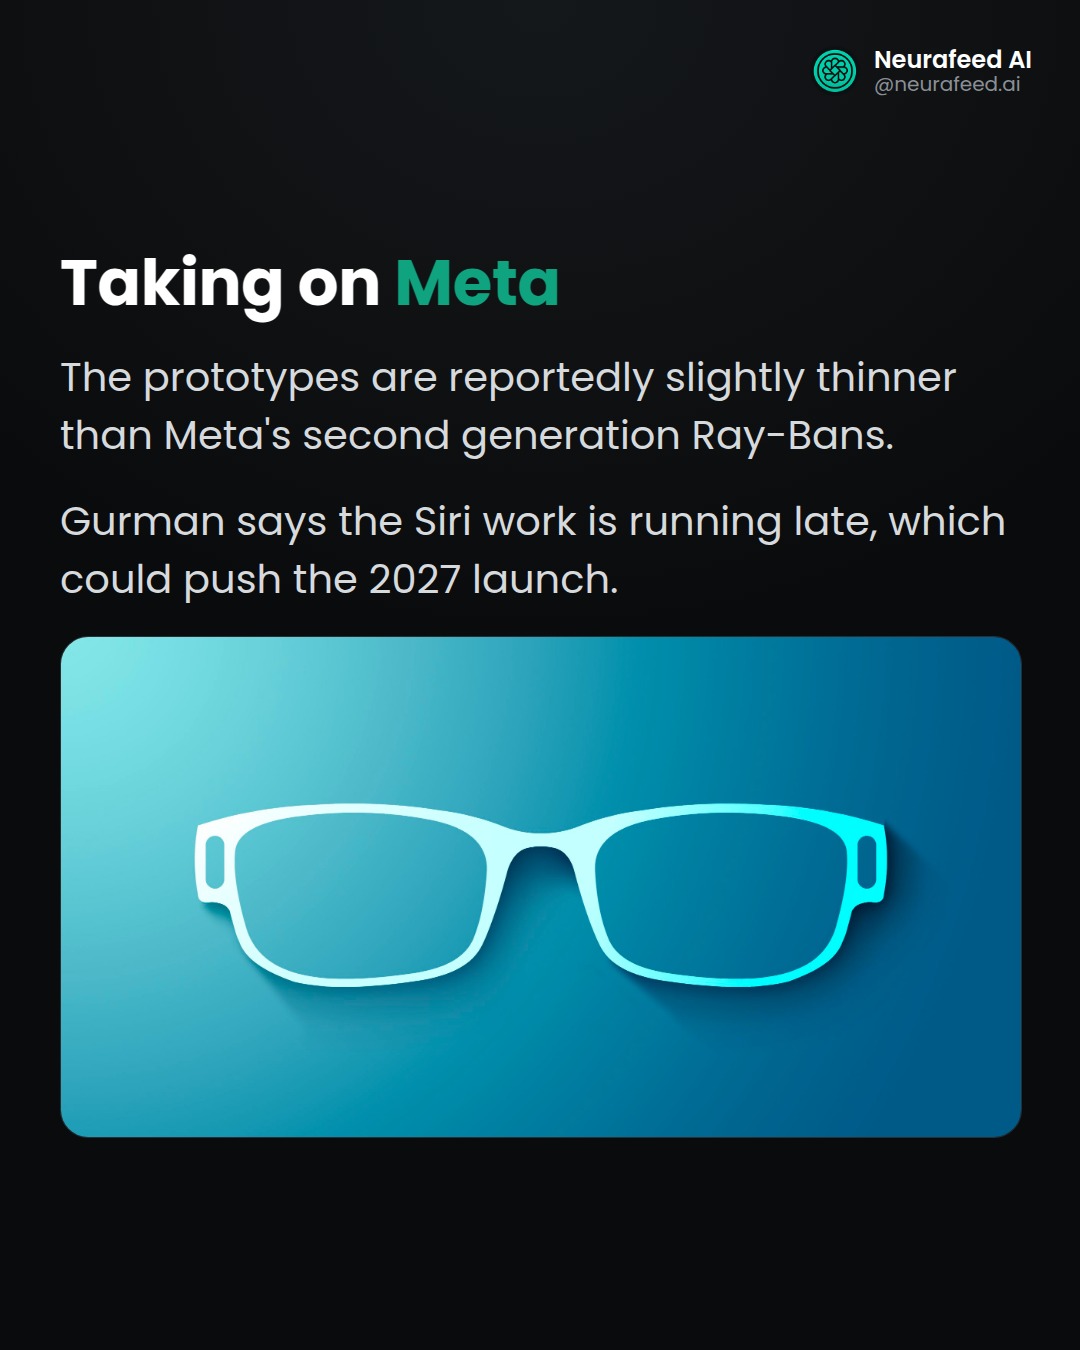 Neurafeed AI
@neurafeed.ai
Taking on Meta
The prototypes are reportedly slightly thinner
than Meta's second generation Ray-Bans.
Gurman says the Siri work is running late, which
could push the 2027 launch.